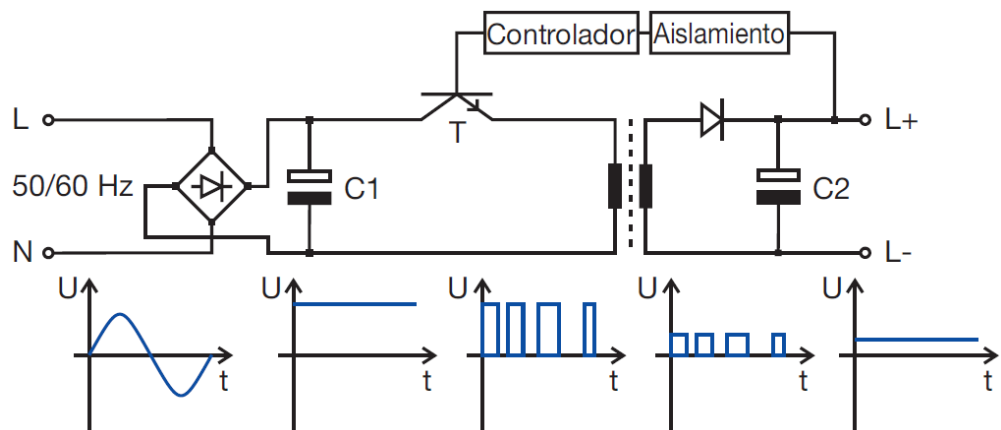 Controlador Aislamiento
L T L+
50/60 Hz C1 C2
N L-
U U U U U
t t t t t